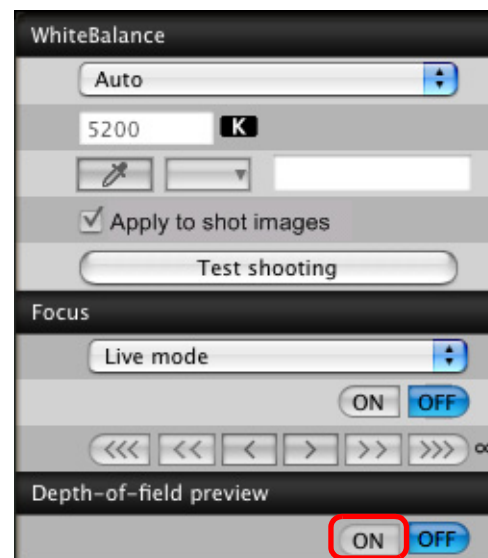 WhiteBalance
Auto
5200 K
Apply to shot images
Test shooting
Focus
Live mode
ON OFF
<<< << < > >> >>> ∞
Depth-of-field preview
ON OFF